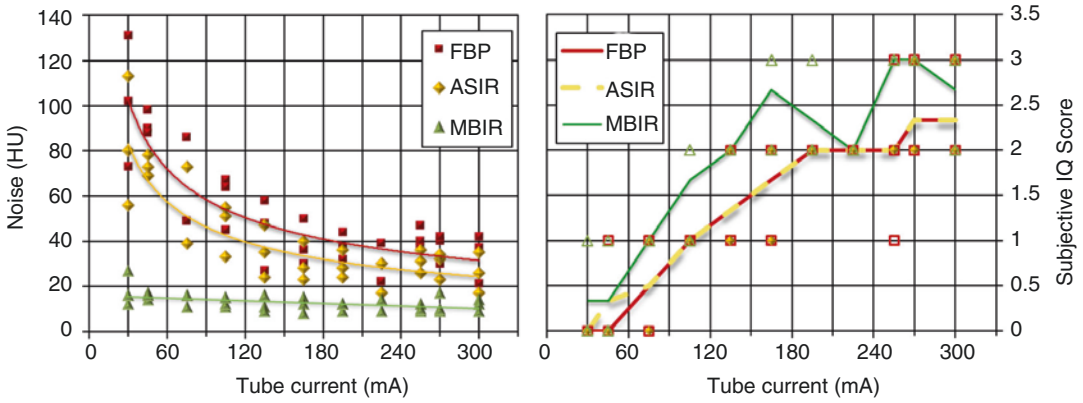 140
120
100
80
60
40
20
0
Noise (HU)
FBP
ASIR
MBIR
0 60 120 180 240 300
Tube current (mA)
FBP
ASIR
MBIR
3.5
3
2.5
2
1.5
1
0.5
0
Subjective IQ Score
0 60 120 180 240 300
Tube current (mA)